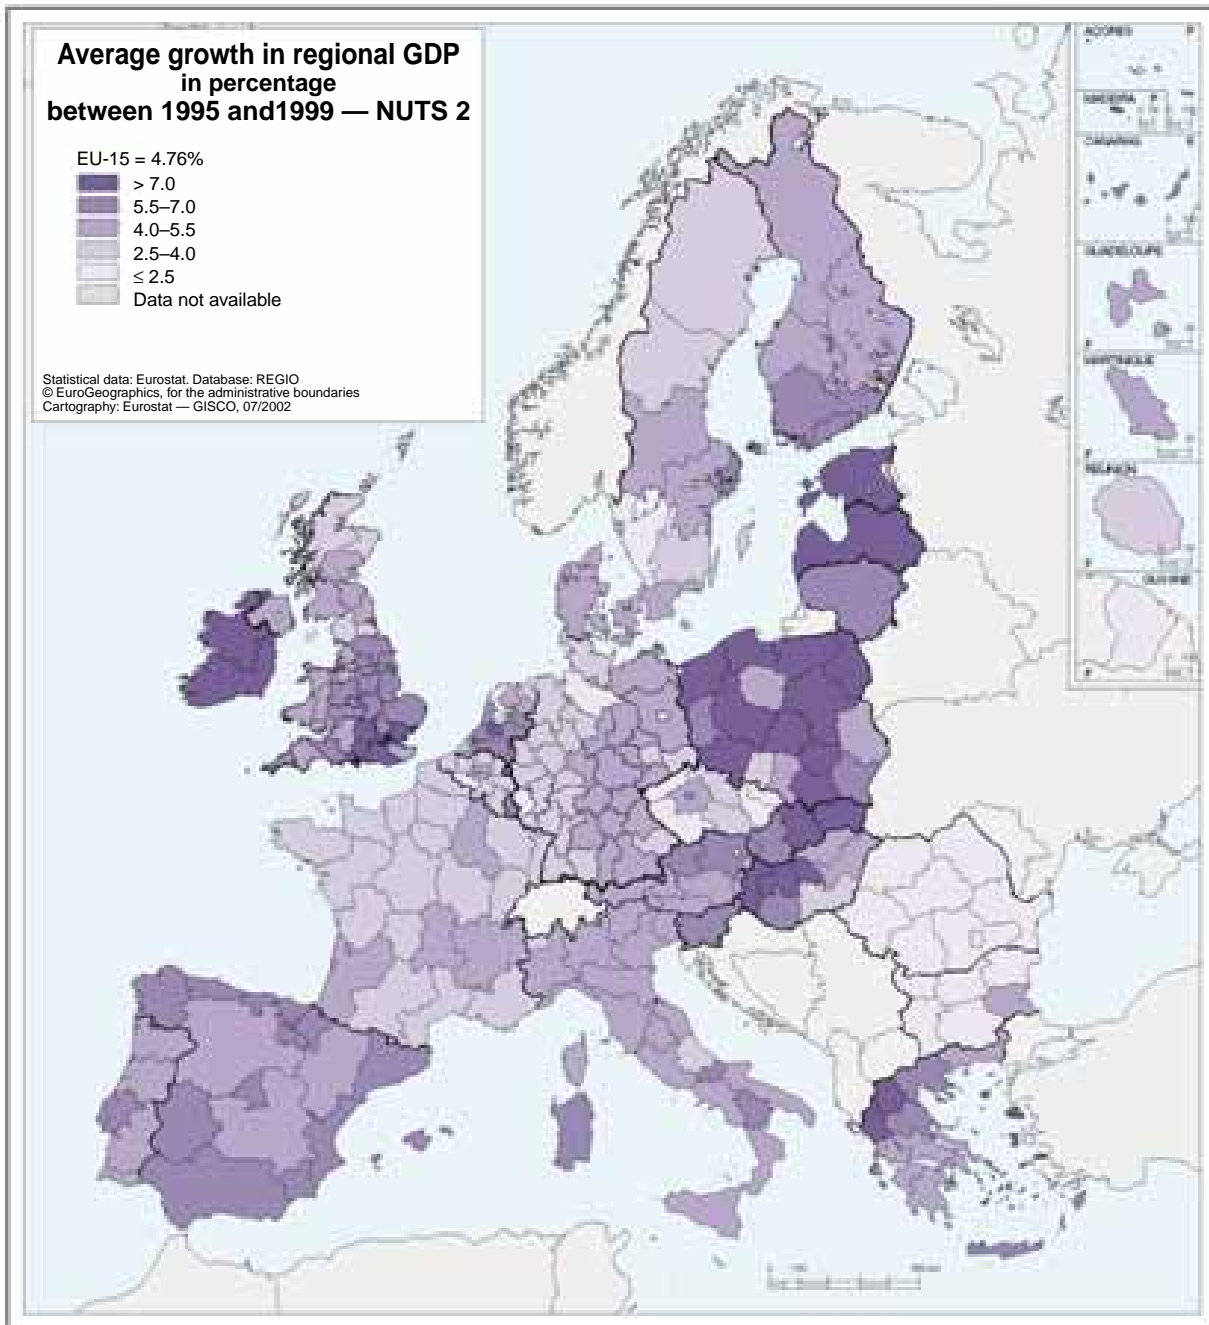 Average growth in regional GDP
in percentage
between 1995 and1999 — NUTS 2
EU-15 = 4.76%
> 7.0
5.5–7.0
4.0–5.5
2.5–4.0
≤ 2.5
Data not available
Statistical data: Eurostat. Database: REGIO
© EuroGeographics, for the administrative boundaries
Cartography: Eurostat — GISCO, 07/2002
AÇORES P
MADEIRA P
CANARIAS E
GUADELOUPE
F
MARTINIQUE
F
RÉUNION
F
GUYANE
F